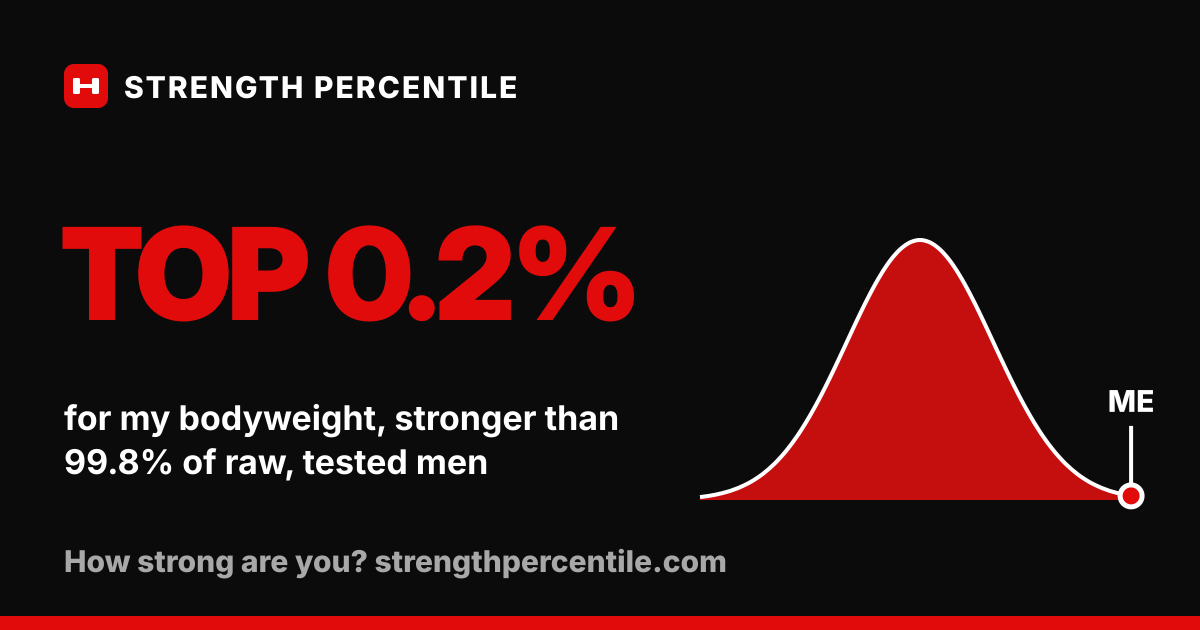 STRENGTH PERCENTILE
TOP 0.2%
for my bodyweight, stronger than
99.8% of raw, tested men
ME
How strong are you? strengthpercentile.com